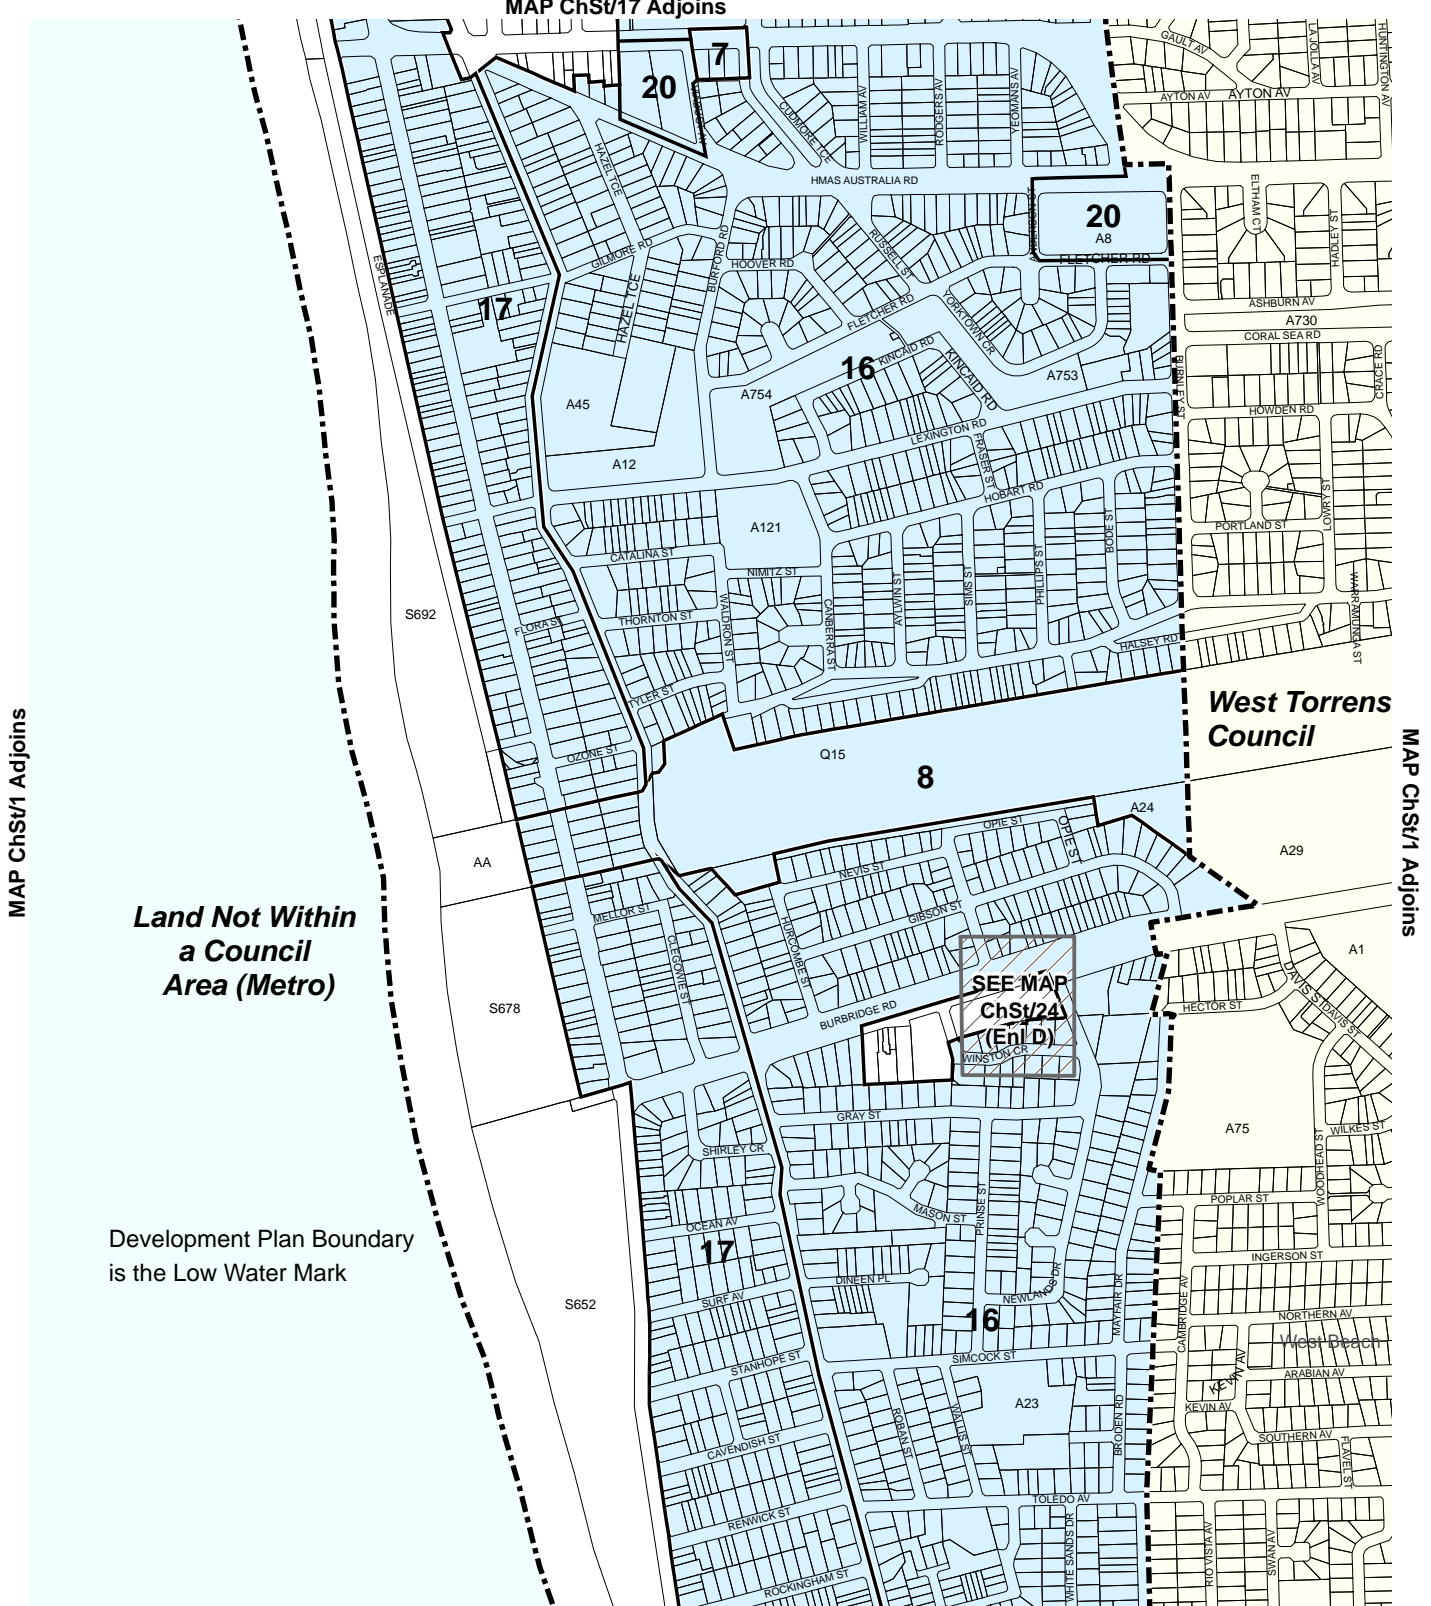 MAP ChSt/17 Adjoins
GAULT AV
LA JOLLA AV
HUNTINGTON AV
7
20
AYTON AV
AYTON AV
CUDMORE TCE
WILLIAM AV
RODGERS AV
YEOMANS AV
HAZEL TCE
HMAS AUSTRALIA RD
ANDERSON ST
20
A8
FLETCHER RD
ELTHAM CT
HADLEY ST
ESPLANADE
GILMORE RD
BURFORD RD
HOOVER RD
RUSSELL ST
17
HAZEL TCE
FLETCHER RD
YORKTOWN CR
ASHBURN AV
A730
CORAL SEA RD
KINCAID RD
KINCAID RD
16
A753
BURNLEY ST
CRACE RD
A45
A754
HOWDEN RD
LEXINGTON RD
FRASER ST
A12
HOBART RD
LOWRY ST
A121
PORTLAND ST
BODE ST
CATALINA ST
NIMITZ ST
PHILLIPS ST
SIMS ST
AYLWIN ST
CANBERRA ST
WALDRON ST
WARRAMUNGA ST
S692
FLORA ST
THORNTON ST
HALSEY RD
TYLER ST
West Torrens
Council
MAP ChSt/1 Adjoins
MAP ChSt/1 Adjoins
OZONE ST
Q15
8
A24
OPIE ST
OPIE ST
AA
A29
NEVIS ST
Land Not Within
a Council
Area (Metro)
MELLOR ST
GIBSON ST
HURCOMBE ST
CLEGOWIE S
A1
DAVIS ST
DAVIS ST
SEE MAP
ChSt/24
(Enl D)
S678
BURBRIDGE RD
HECTOR ST
WINSTON CR
GRAY ST
A75
WILKES ST
WOODHEAD ST
SHIRLEY CR
POPLAR ST
MASON ST
PRINSE ST
OCEAN AV
17
Development Plan Boundary
is the Low Water Mark
INGERSON ST
DINEEN PL
NEWLANDS DR
MAYFAIR DR
CAMBRIDGE AV
S652
SURF AV
16
NORTHERN AV
West Beach
SIMCOCK ST
STANHOPE ST
KEVIN AV
ARABIAN AV
A23
KEVIN AV
ROBAN ST
WALLIS ST
BRODEN RD
SOUTHERN AV
FLAVEL ST
CAVENDISH ST
TOLEDO AV
RENWICK ST
WHITE SANDS DR
RIO VISTA AV
SWAN AV
ROCKINGHAM ST